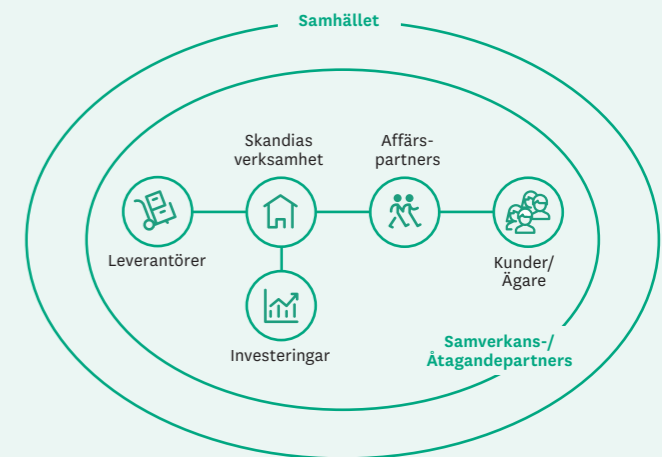 Samhället
Skandias
verksamhet
Affärs-
partners
Leverantörer
Kunder/
Ägare
Investeringar
Samverkans-/
Åtagandepartners